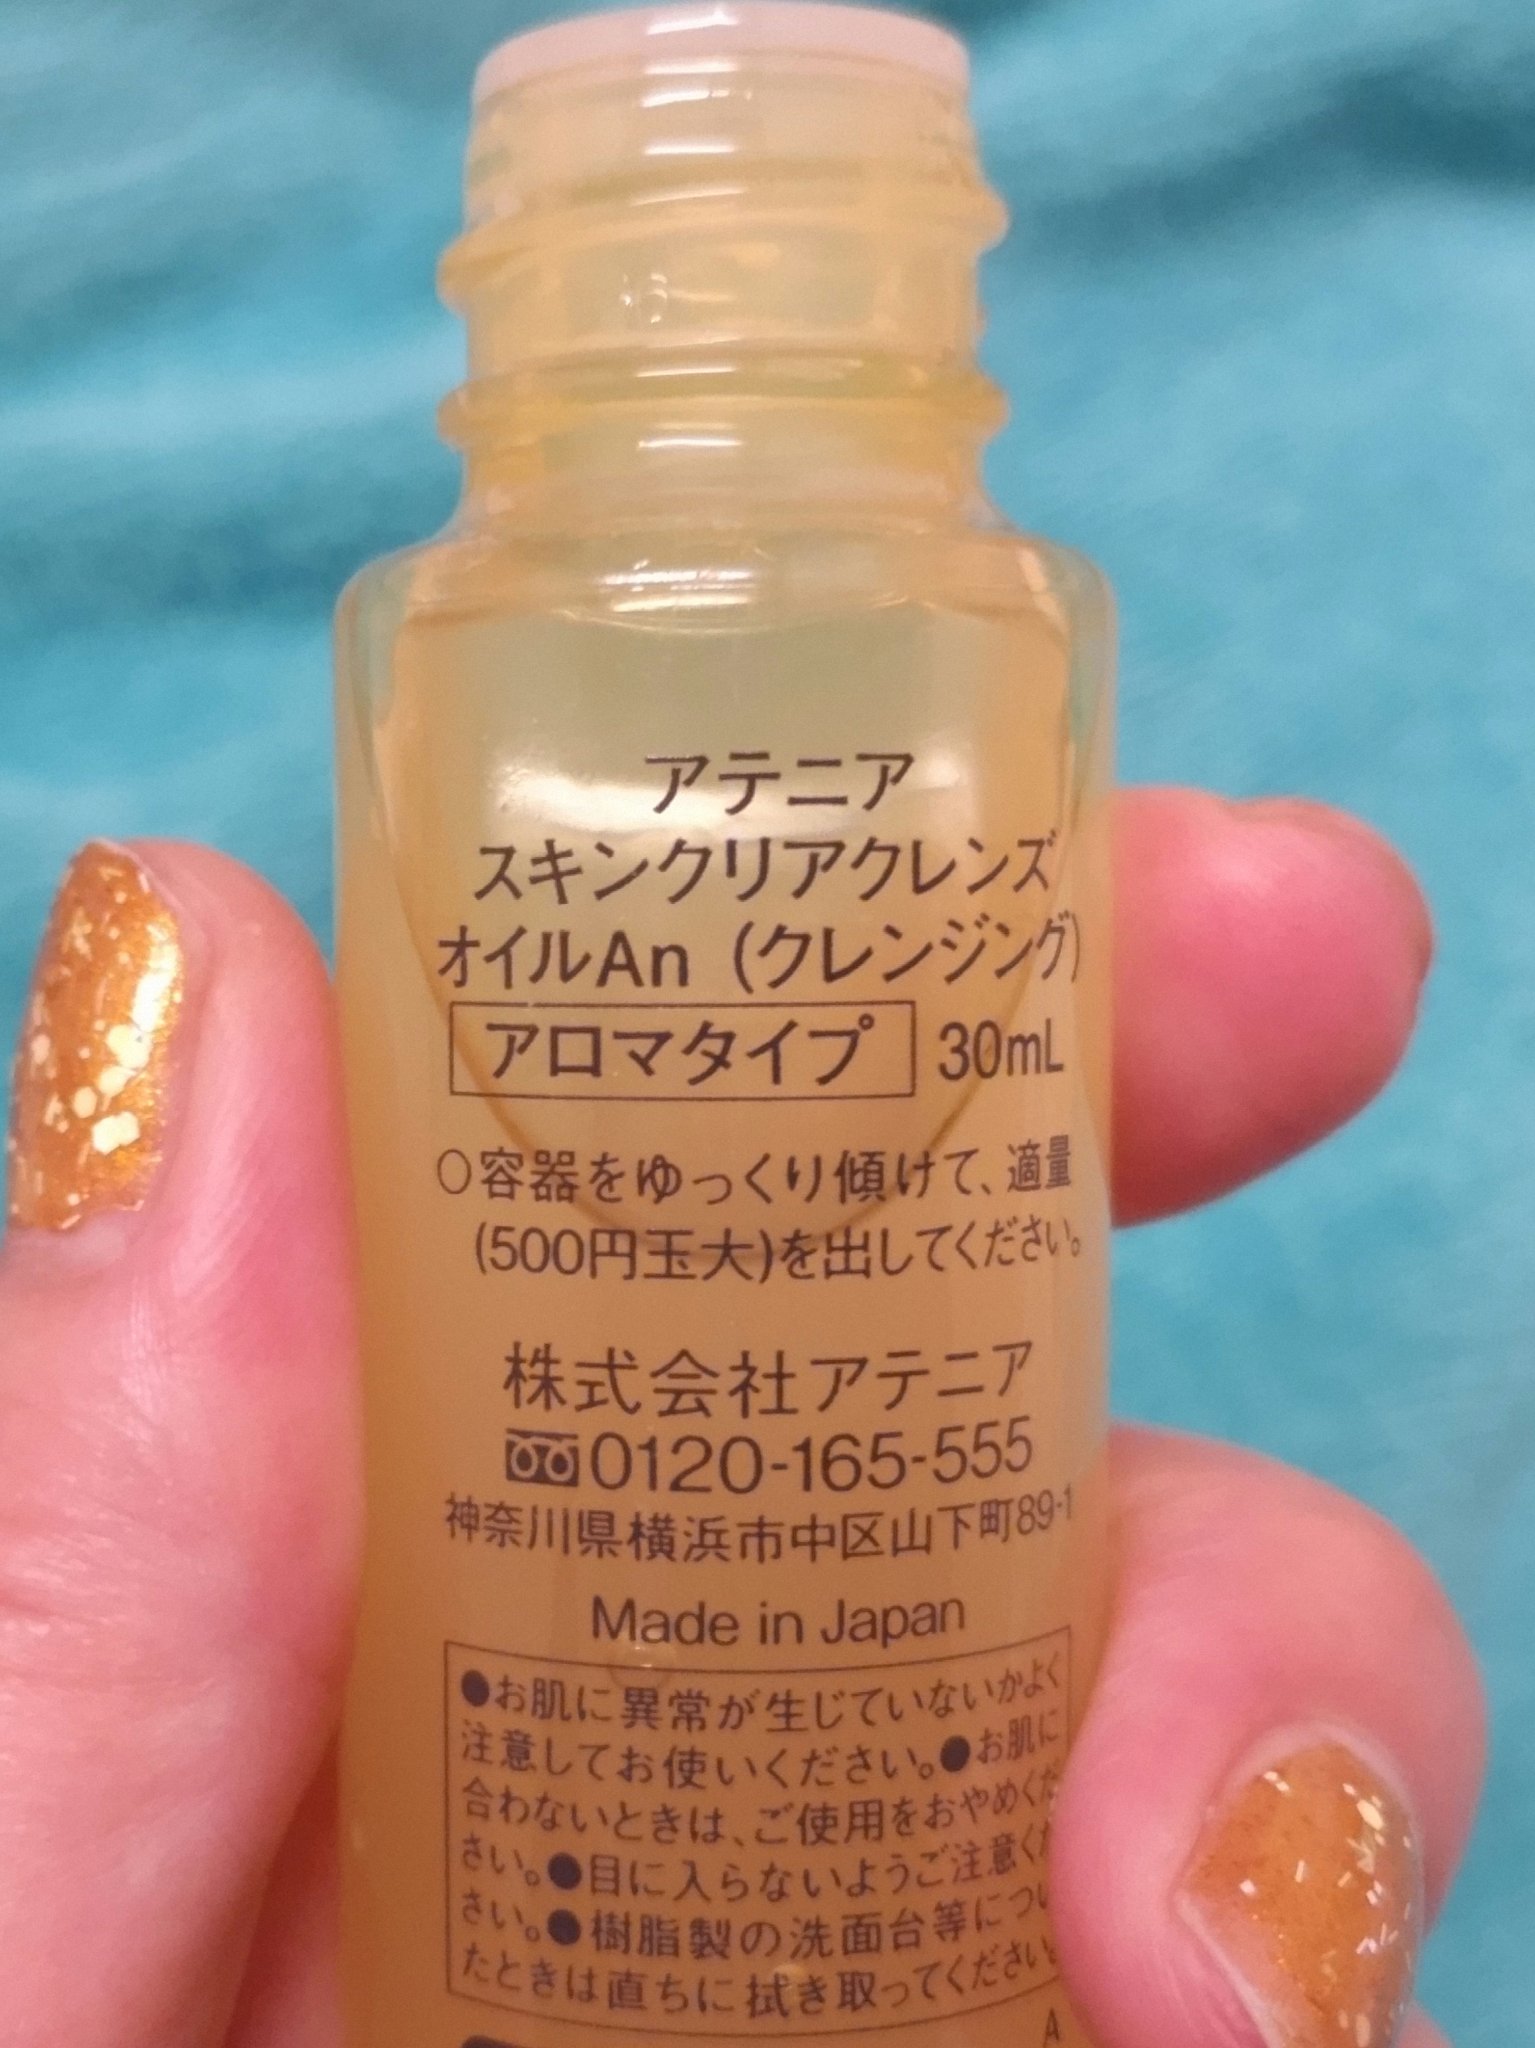 アテニア
スキンクリアクレンズ
オイルAn（クレンジング）
アロマタイプ 30mL
○容器をゆっくり傾けて、適量
(500円玉大)を出してください。
株式会社アテニア
0120-165-555
神奈川県横浜市中区山下町89-1
Made in Japan
●お肌に異常が生じていないかよく
注意してお使いください。●お肌に
合わないときは、ご使用をおやめくだ
さい。●目に入らないようご注意くだ
さい。●樹脂製の洗面台等につい
たときは直ちに拭き取ってください。
A